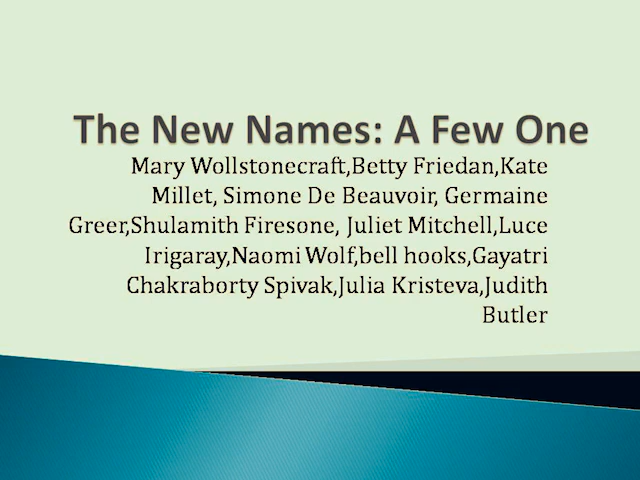 The New Names: A Few One
Mary Wollstonecraft,Betty Friedan,Kate
Millet, Simone De Beauvoir, Germaine
Greer,Shulamith Firesone, Juliet Mitchell,Luce
Irigaray,Naomi Wolf,bell hooks,Gayatri
Chakraborty Spivak,Julia Kristeva,Judith
Butler